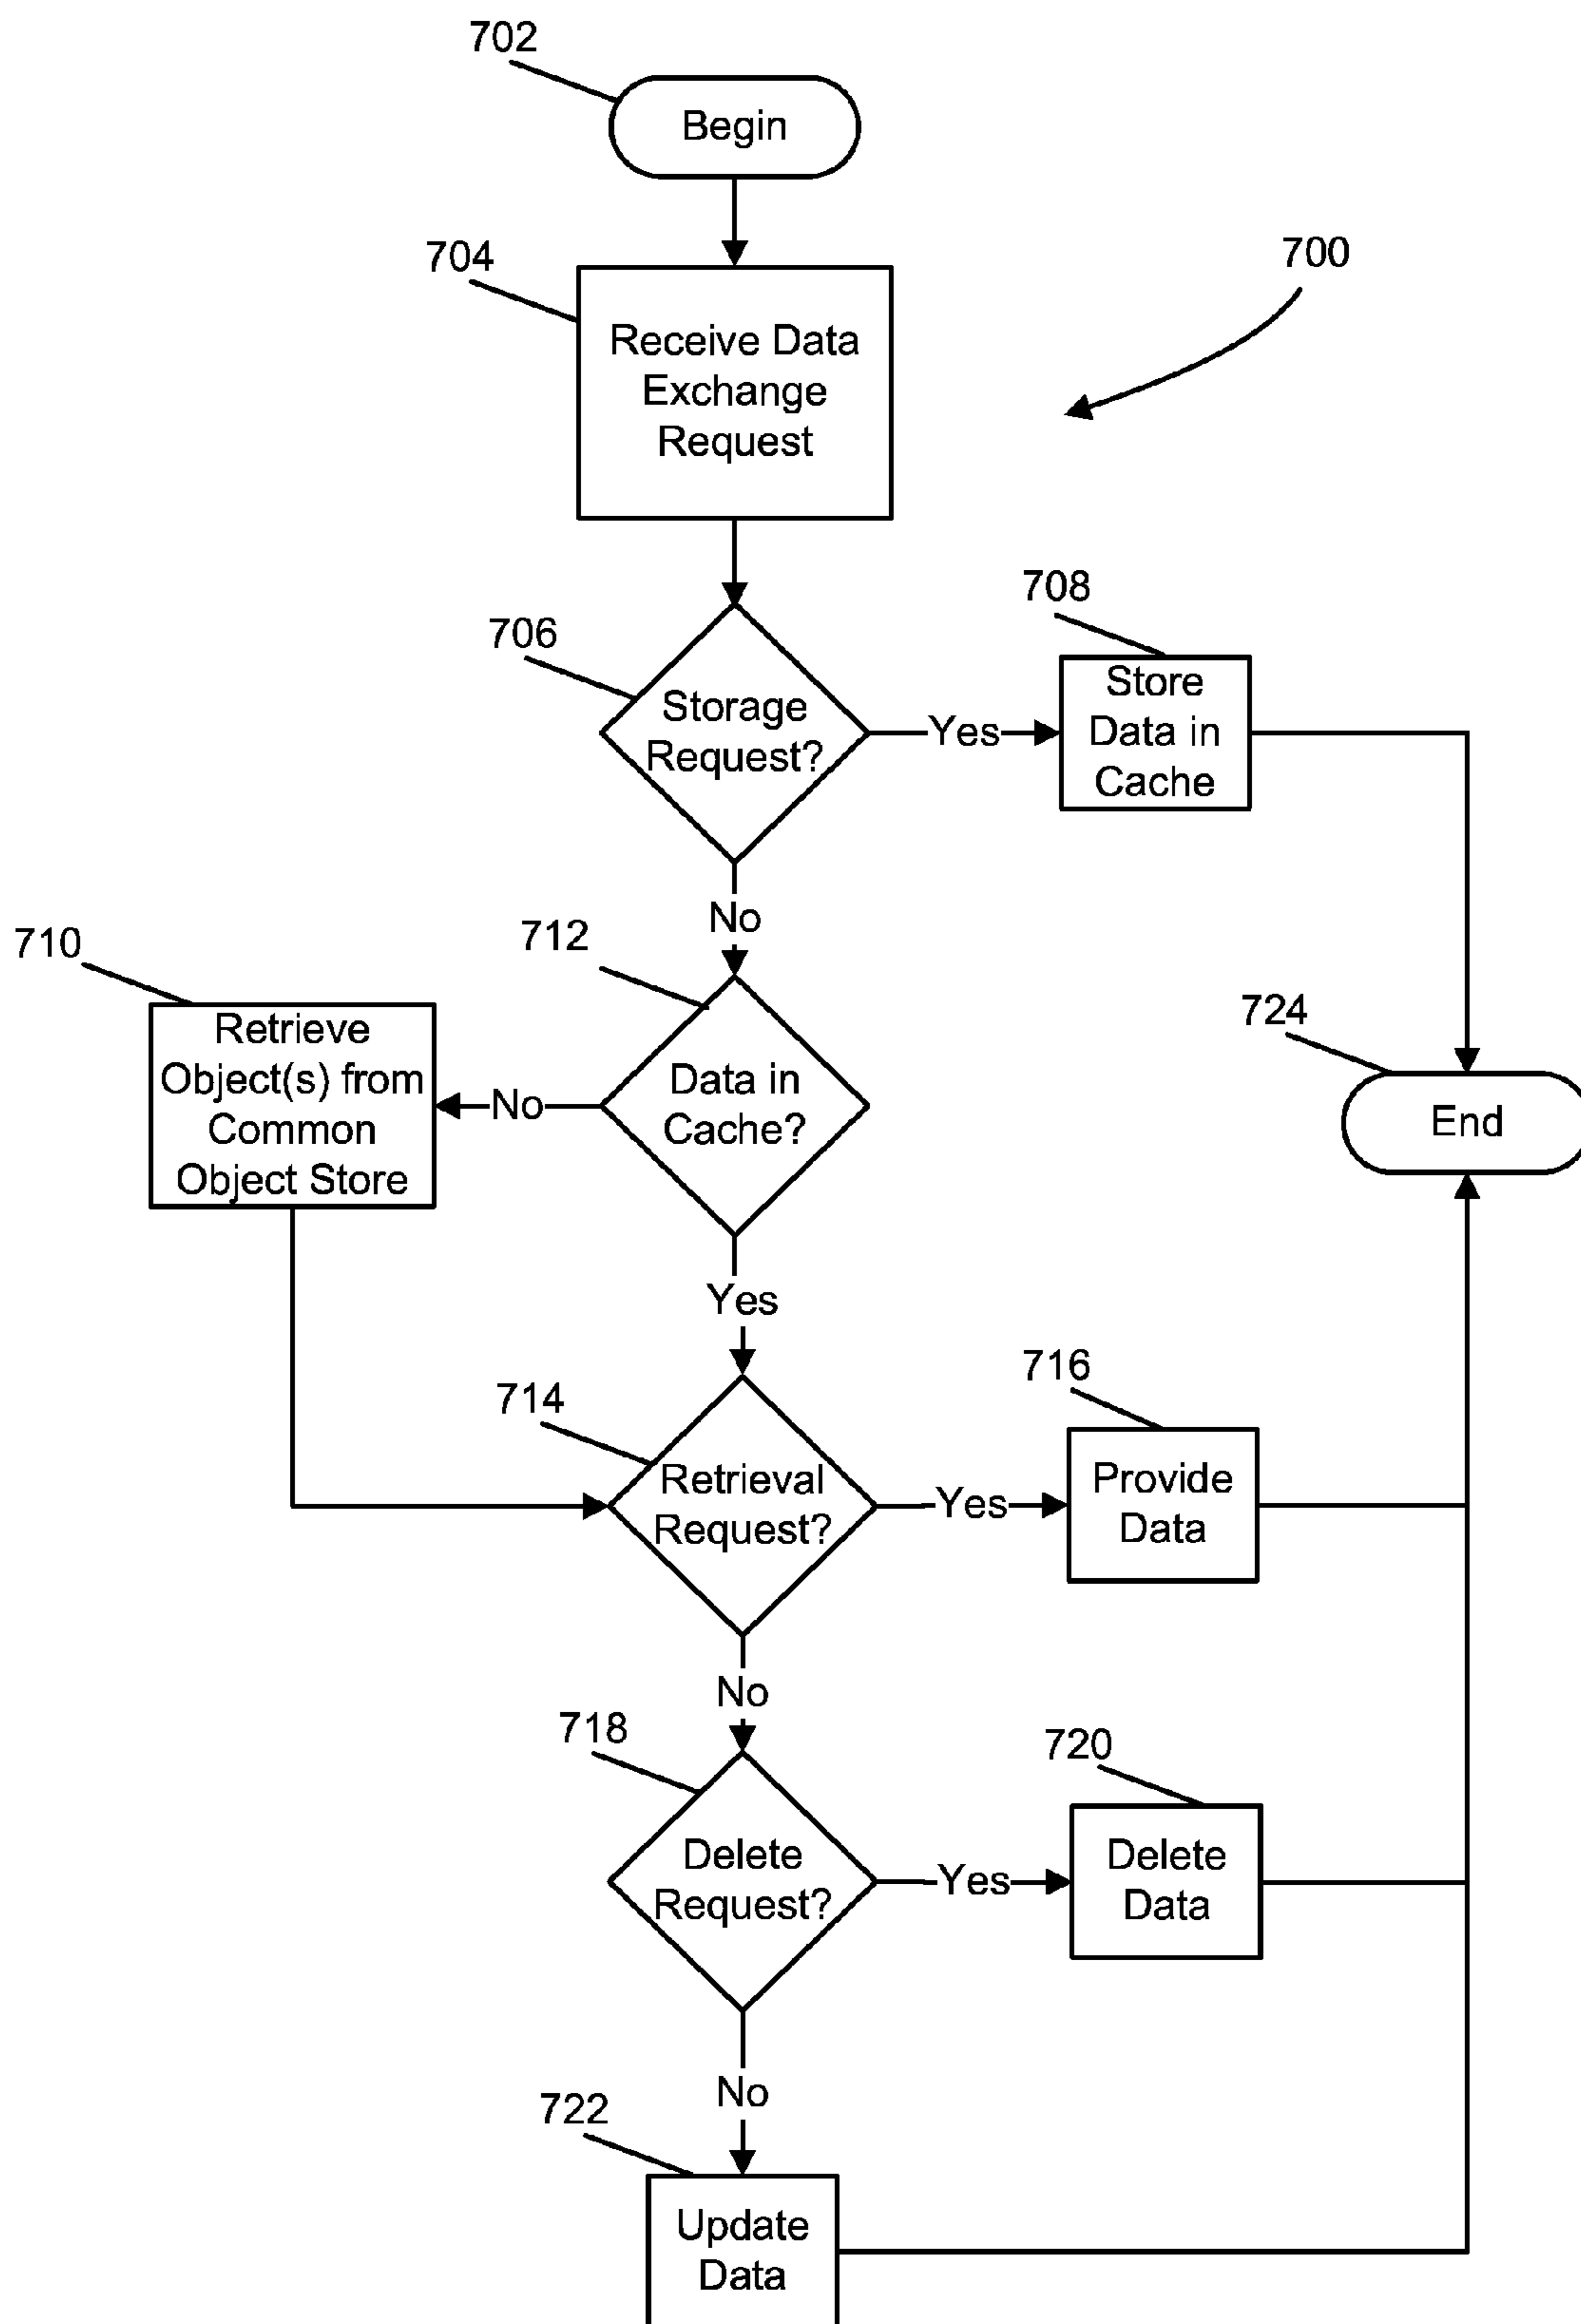 702
Begin
704
Receive Data
Exchange
Request
700
706
Storage
Request?
Yes
708
Store
Data in
Cache
No
710
Retrieve
Object(s) from
Common
Object Store
No
712
Data in
Cache?
724
End
Yes
714
Retrieval
Request?
Yes
716
Provide
Data
No
718
Delete
Request?
Yes
720
Delete
Data
No
722
Update
Data